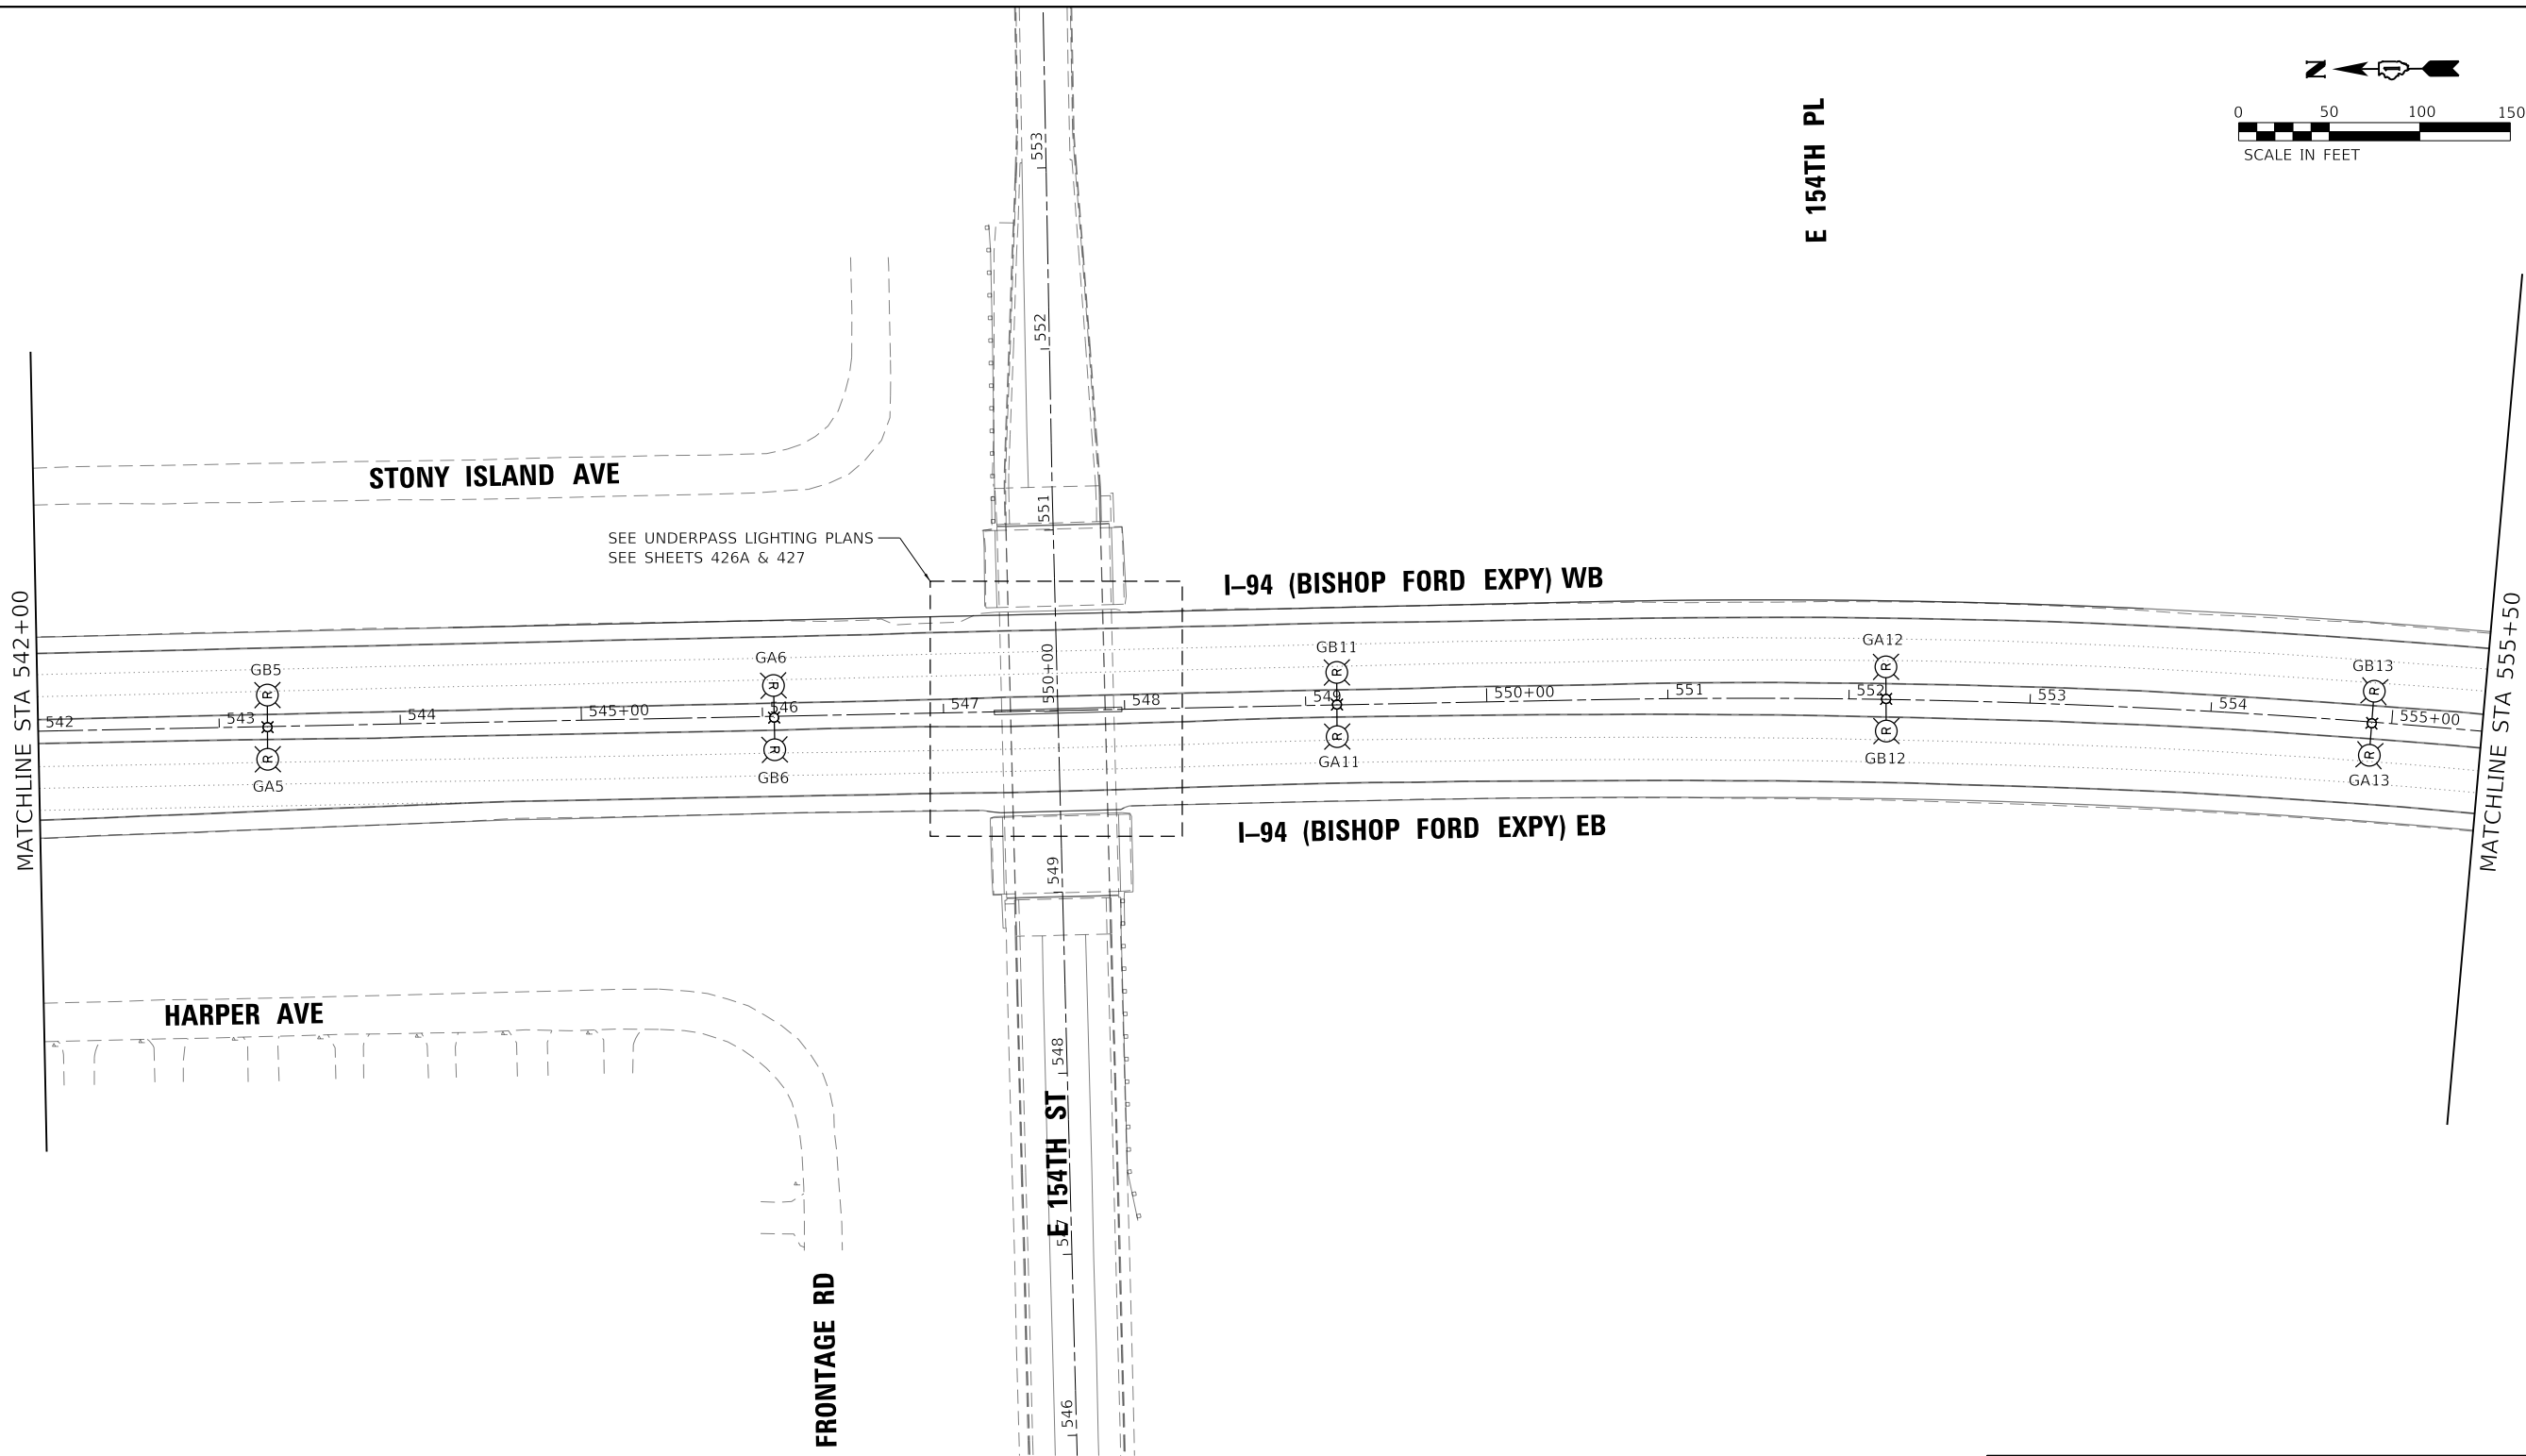 N
0 50 100 150
SCALE IN FEET
E 154TH PL
553
552
551
550+00
549
548
547
546
STONY ISLAND AVE
SEE UNDERPASS LIGHTING PLANS
SEE SHEETS 426A & 427
I–94 (BISHOP FORD EXPY) WB
MATCHLINE STA 542+00
MATCHLINE STA 555+50
GB5
GA6
GB11
GA12
GB13
R
R
R
R
R
542
543
544
545+00
546
547
548
549
550+00
551
552
553
554
555+00
R
R
R
R
R
GA5
GB6
GA11
GB12
GA13
I–94 (BISHOP FORD EXPY) EB
HARPER AVE
E 154TH ST
FRONTAGE RD